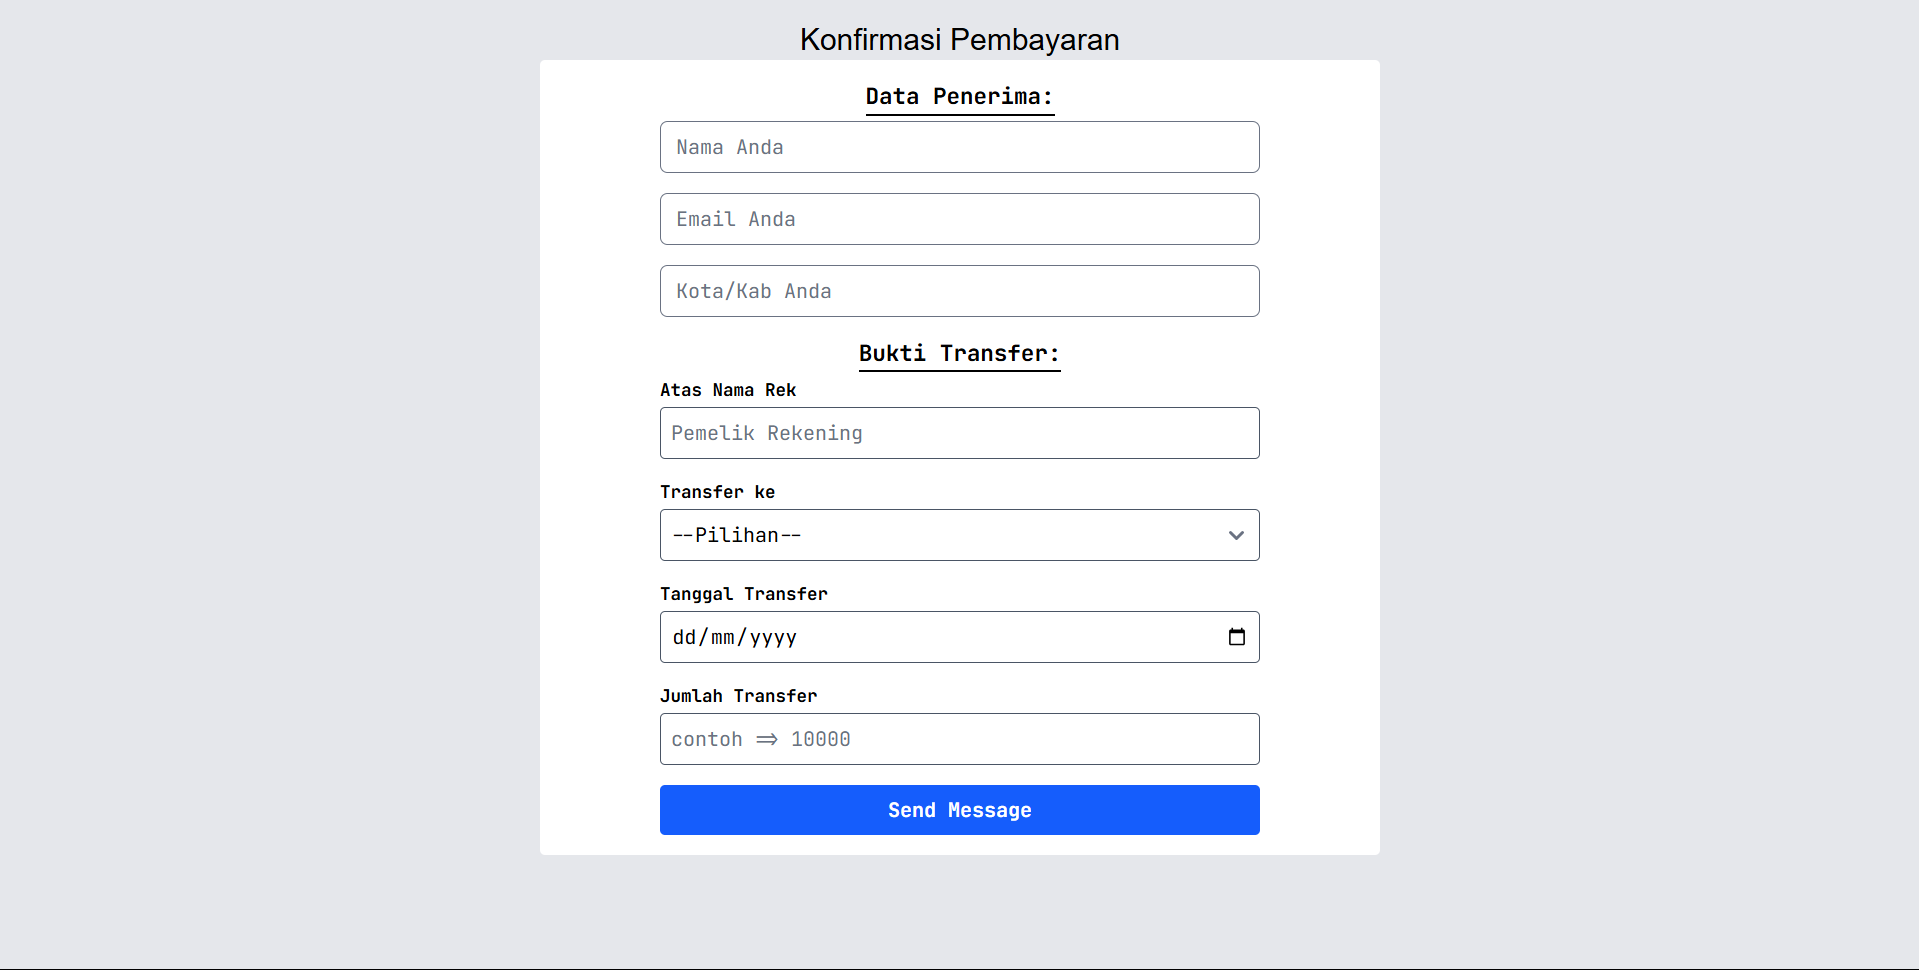 Konfirmasi Pembayaran
Data Penerima:
Nama Anda
Email Anda
Kota/Kab Anda
Bukti Transfer:
Atas Nama Rek
Pemelik Rekening
Transfer ke
--Pilihan--
Tanggal Transfer
dd/mm/yyyy
Jumlah Transfer
contoh => 10000
Send Message